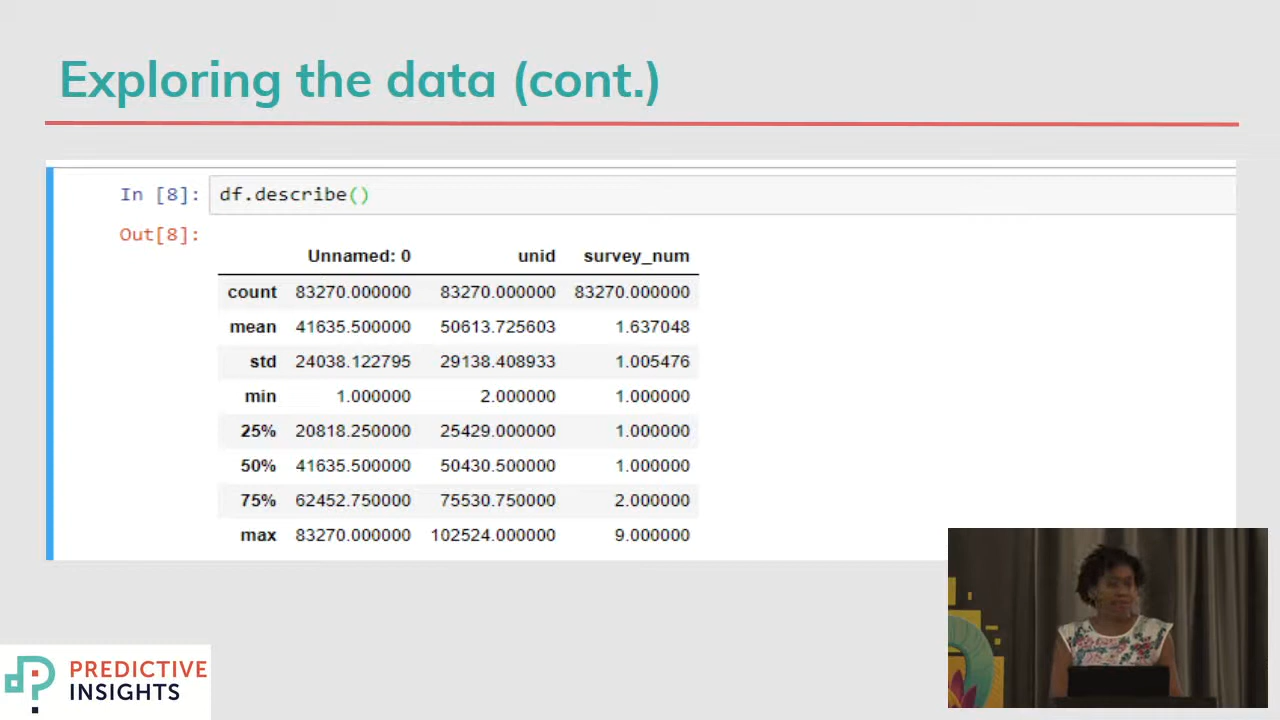 Exploring the data (cont.)
In [8]: df.describe()
Out[8]:
Unnamed: 0 unid survey_num
count 83270.000000 83270.000000 83270.000000
mean 41635.500000 50613.725603 1.637048
std 24038.122795 29138.408933 1.005476
min 1.000000 2.000000 1.000000
25% 20818.250000 25429.000000 1.000000
50% 41635.500000 50430.500000 1.000000
75% 62452.750000 75530.750000 2.000000
max 83270.000000 102524.000000 9.000000
PREDICTIVE
INSIGHTS